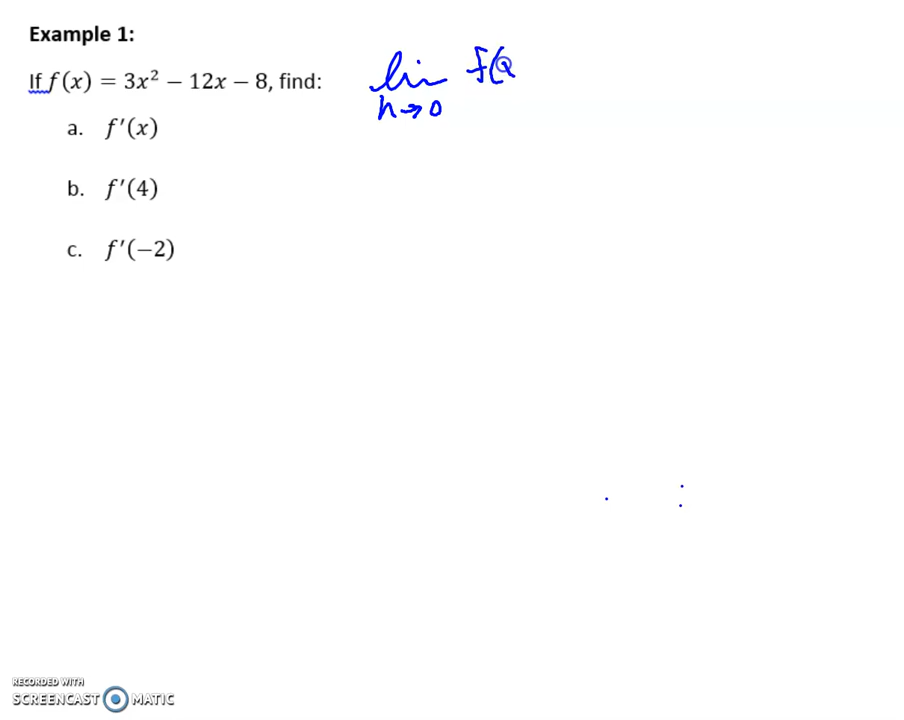 Example 1:
If f(x) = 3x² − 12x − 8, find:
lim f(
h→0
a. f′(x)
b. f′(4)
c. f′(−2)
RECORDED WITH
SCREENCAST MATIC